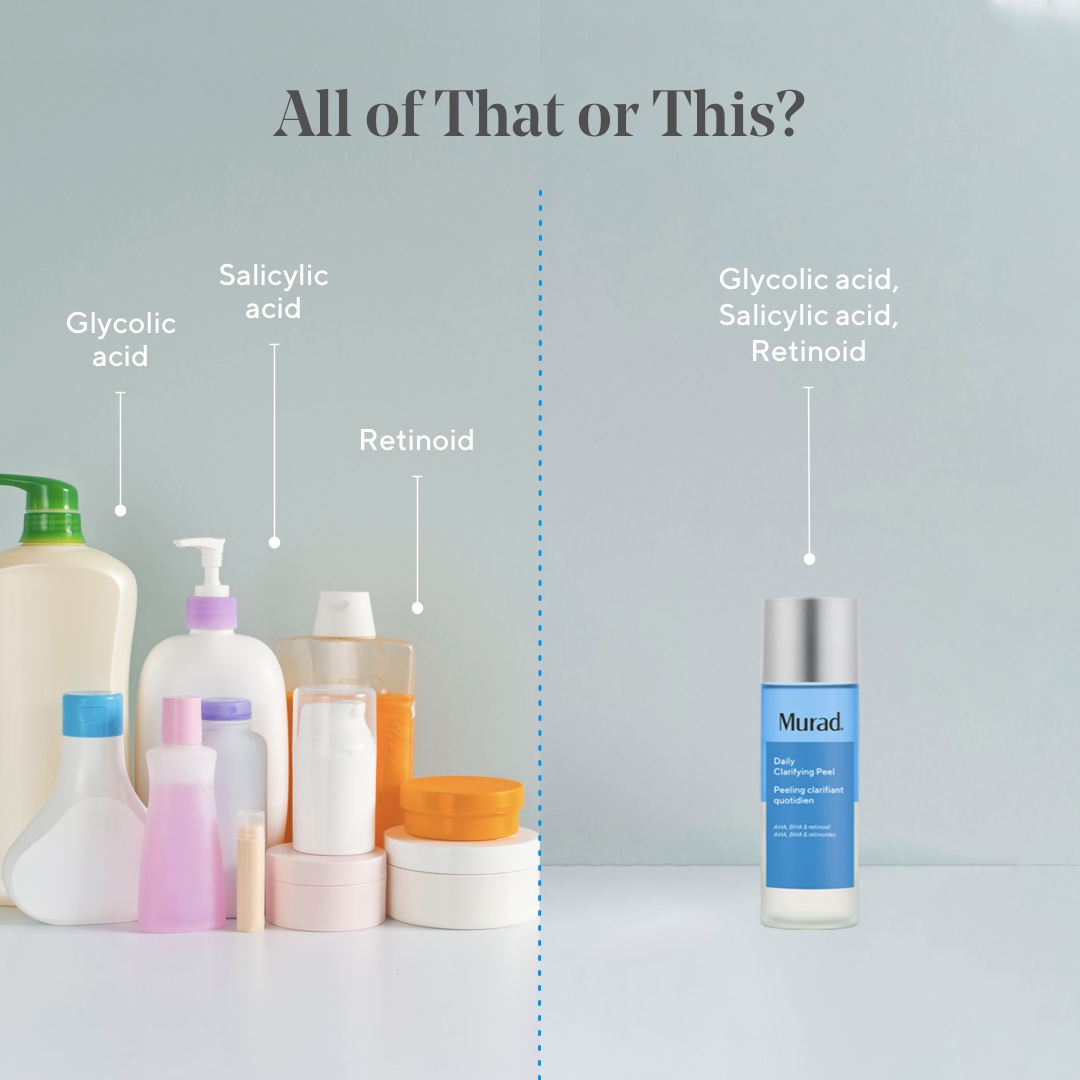 All of That or This?
Glycolic
acid
Salicylic
acid
Retinoid
Glycolic acid,
Salicylic acid,
Retinoid
Murad.
Daily
Clarifying Peel
Peeling clarifiant
quotidien
AHA, BHA & retinoid
AHA, BHA & rétinoïdes